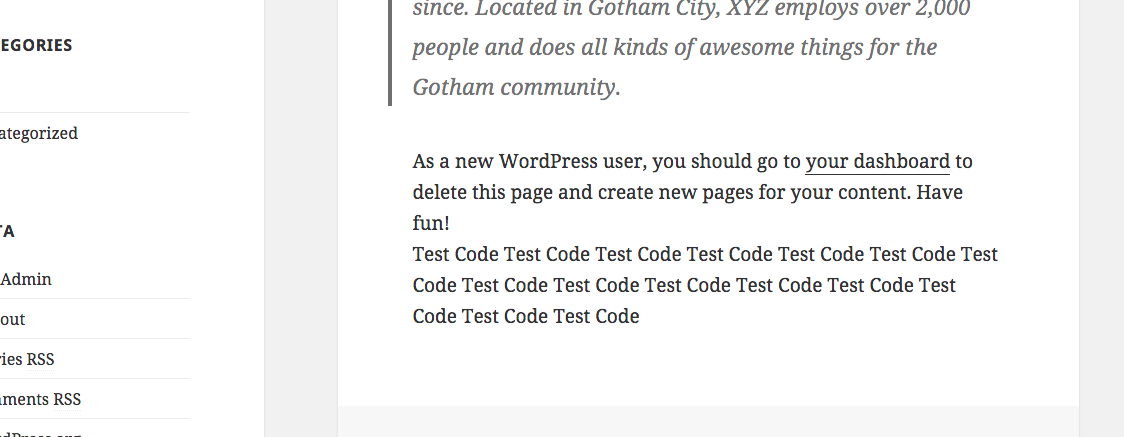 EGORIES
ategorized
TA
Admin
out
ries RSS
mments RSS
since. Located in Gotham City, XYZ employs over 2,000
people and does all kinds of awesome things for the
Gotham community.
As a new WordPress user, you should go to your dashboard to
delete this page and create new pages for your content. Have
fun!
Test Code Test Code Test Code Test Code Test Code Test Code Test
Code Test Code Test Code Test Code Test Code Test Code Test
Code Test Code Test Code